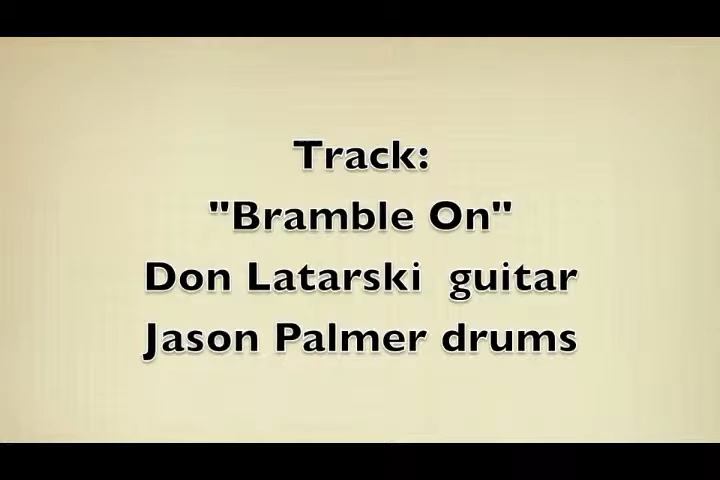 Track:
"Bramble On"
Don Latarski  guitar
Jason Palmer drums